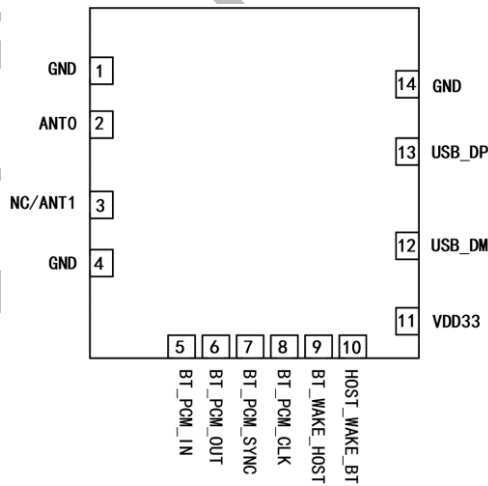 GND 1
ANT0 2
NC/ANT1 3
GND 4
14 GND
13 USB_DP
12 USB_DM
11 VDD33
5 6 7 8 9 10
BT_PCM_IN
BT_PCM_OUT
BT_PCM_SYNC
BT_PCM_CLK
BT_WAKE_HOST
HOST_WAKE_BT